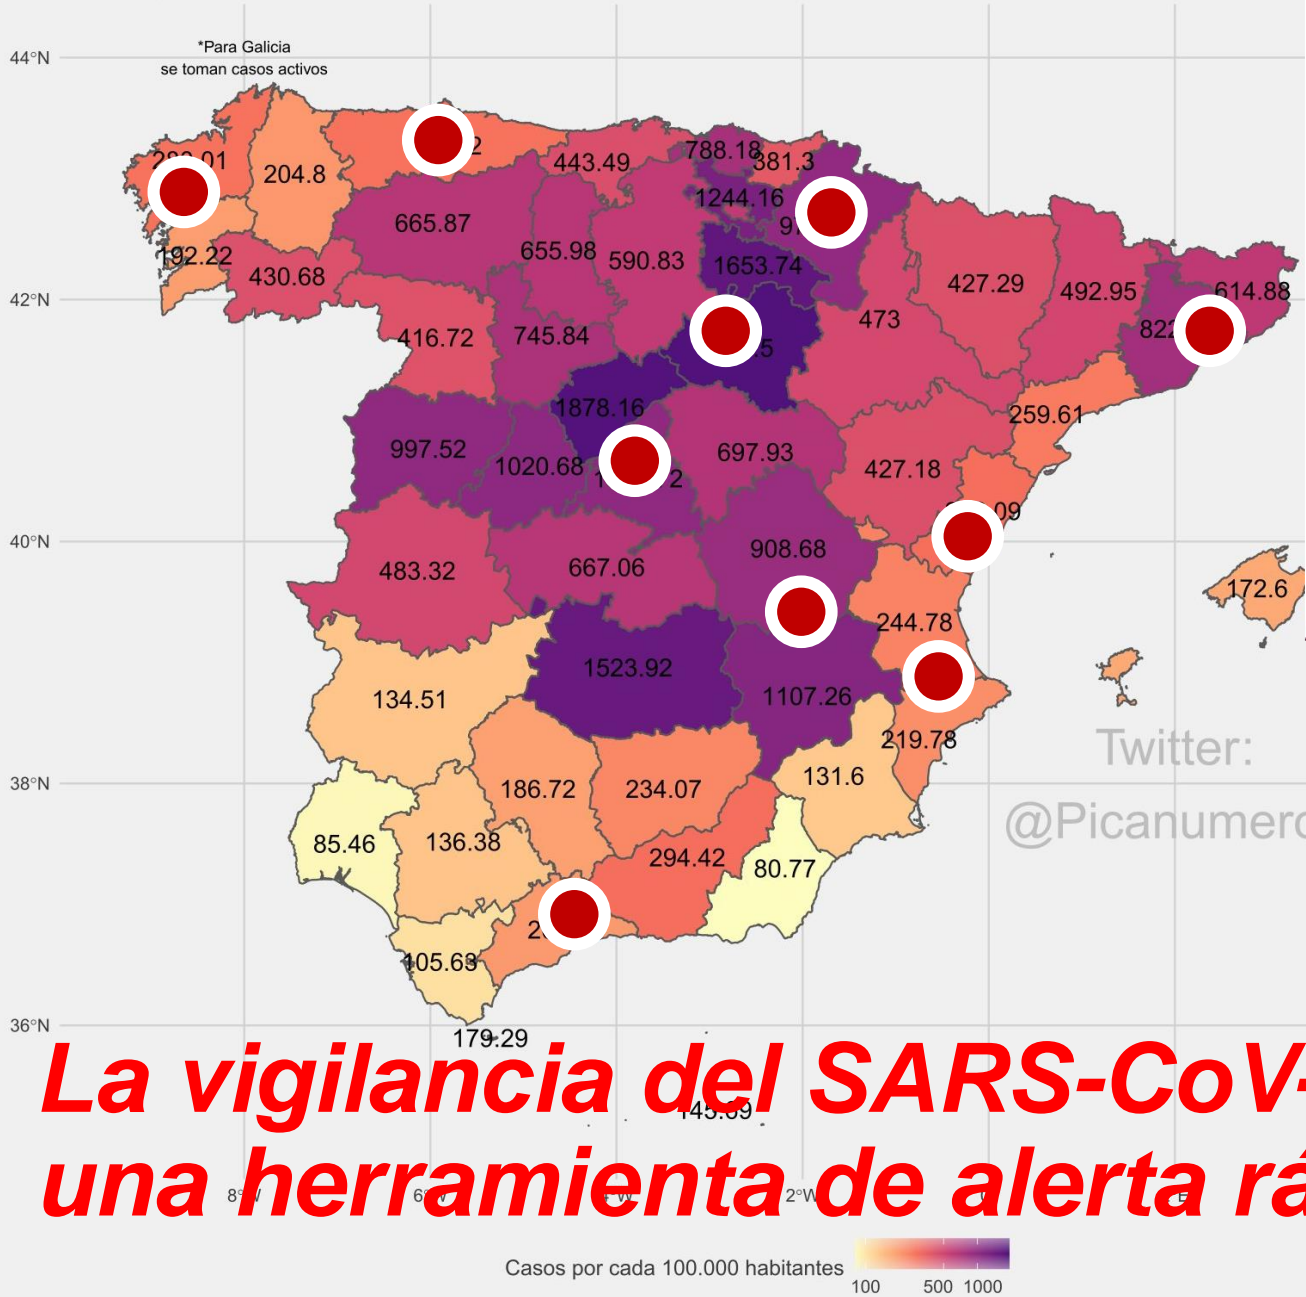 *Para Galicia
se toman casos activos
44°N
443.49
788.18
381.3
204.8
1244.16
665.87
655.98
590.83
1653.74
192.22
430.68
427.29
492.95
614.88
42°N
416.72
745.84
473
1878.16
259.61
997.52
1020.68
697.93
427.18
40°N
908.68
483.32
667.06
172.6
244.78
1523.92
134.51
1107.26
219.78
Twitter:
38°N
186.72
234.07
131.6
@Picanumero
85.46
136.38
294.42
80.77
105.63
36°N
179.29
La vigilancia del SARS-CoV-
una herramienta de alerta rá
2°W
Casos por cada 100.000 habitantes
100 500 1000